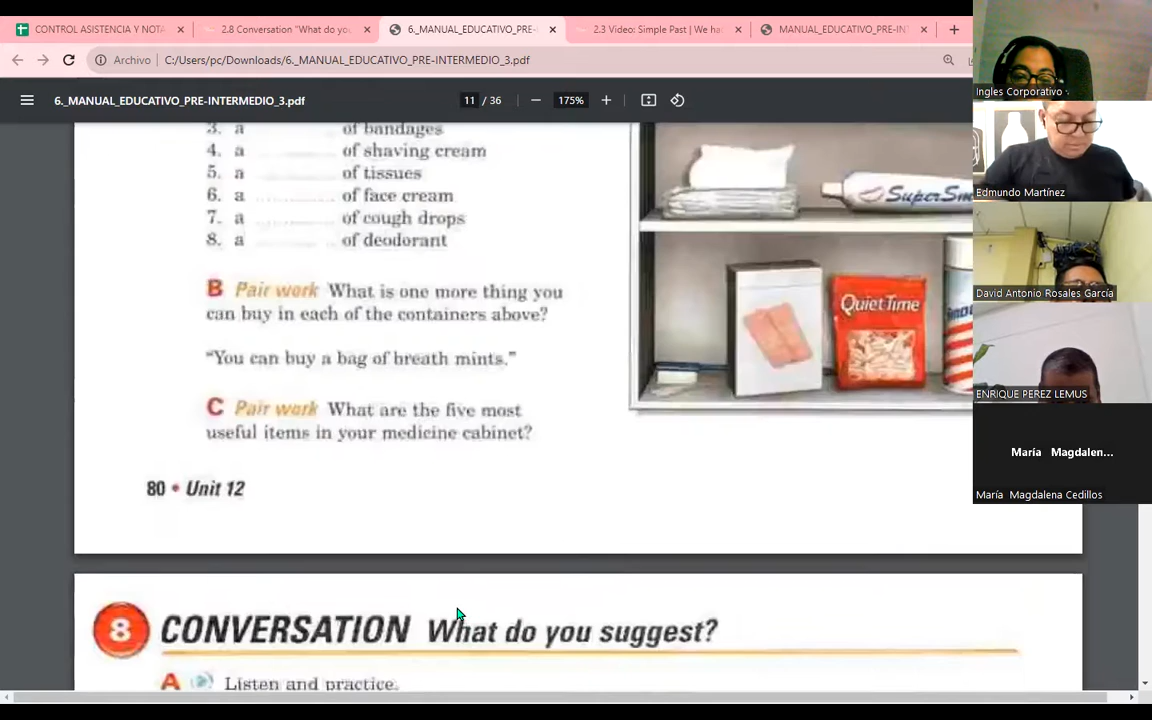 CONTROL ASISTENCIA Y NOTA
2.8 Conversation "What do you
6._MANUAL_EDUCATIVO_PRE-
2.3 Video: Simple Past | We ha
MANUAL_EDUCATIVO_PRE-INT
Archivo
C:/Users/pc/Downloads/6._MANUAL_EDUCATIVO_PRE-INTERMEDIO_3.pdf
6._MANUAL_EDUCATIVO_PRE-INTERMEDIO_3.pdf
11 / 36
175%
3. a of bandages
4. a of shaving cream
5. a of tissues
6. a of face cream
7. a of cough drops
8. a of deodorant
B Pair work What is one more thing you
can buy in each of the containers above?
"You can buy a bag of breath mints."
C Pair work What are the five most
useful items in your medicine cabinet?
80 • Unit 12
SuperSm
QuietTime
8 CONVERSATION What do you suggest?
A Listen and practice.
Ingles Corporativo
Edmundo Martínez
David Antonio Rosales García
ENRIQUE PEREZ LEMUS
María Magdalen...
María Magdalena Cedillos